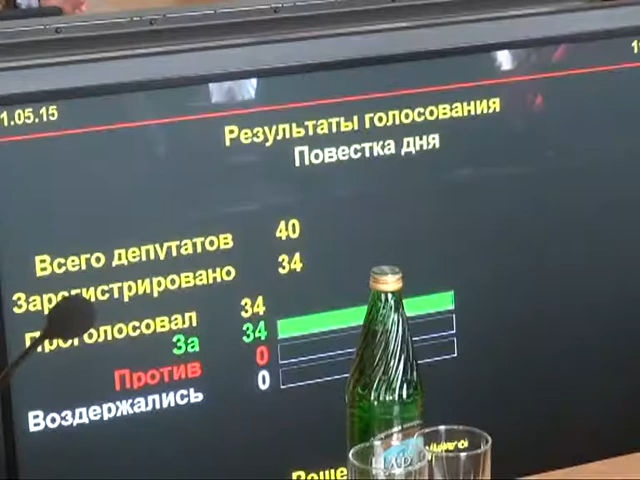 1.05.15
Результаты голосования
Повестка дня
Всего депутатов 40
Зарегистрировано 34
Проголосовал 34
За 34
Против 0
Воздержались 0